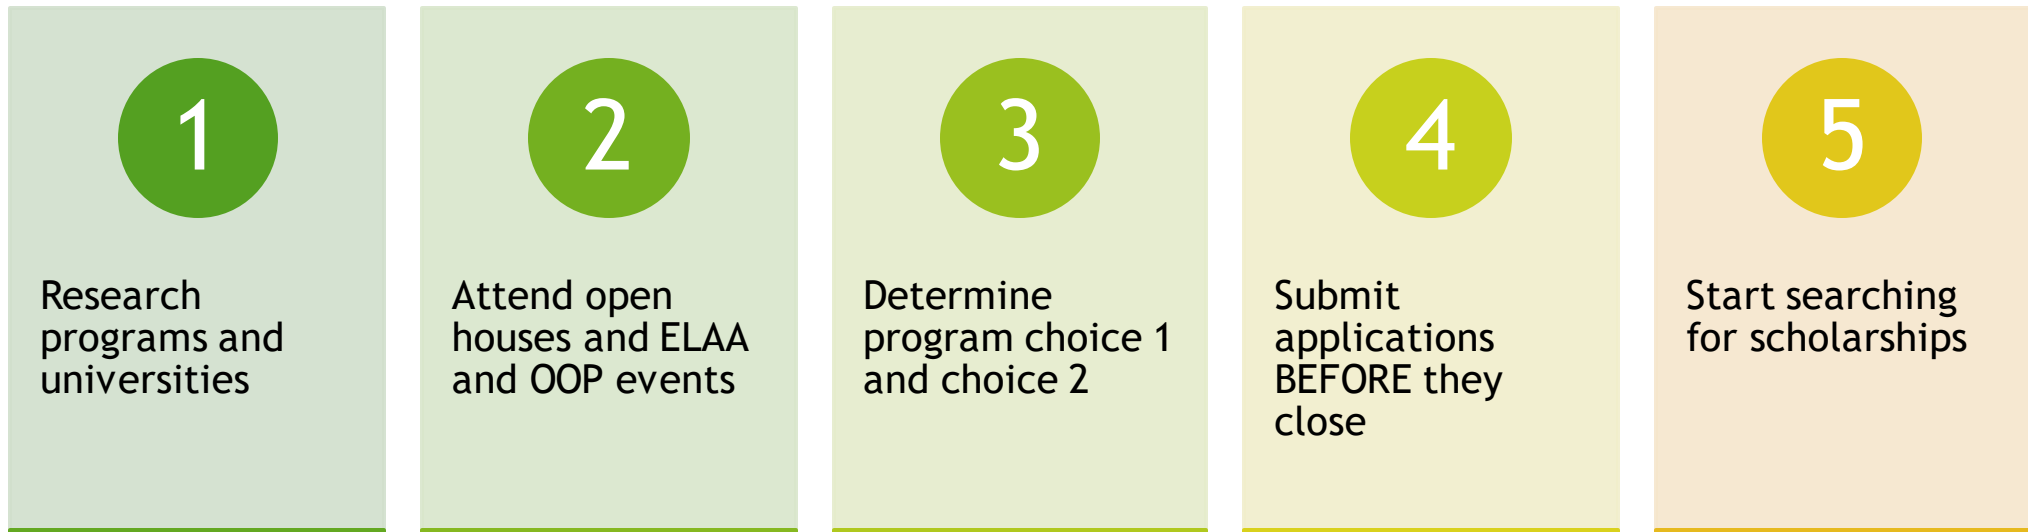 1
Research
programs and
universities
2
Attend open
houses and ELAA
and OOP events
3
Determine
program choice 1
and choice 2
4
Submit
applications
BEFORE they
close
5
Start searching
for scholarships